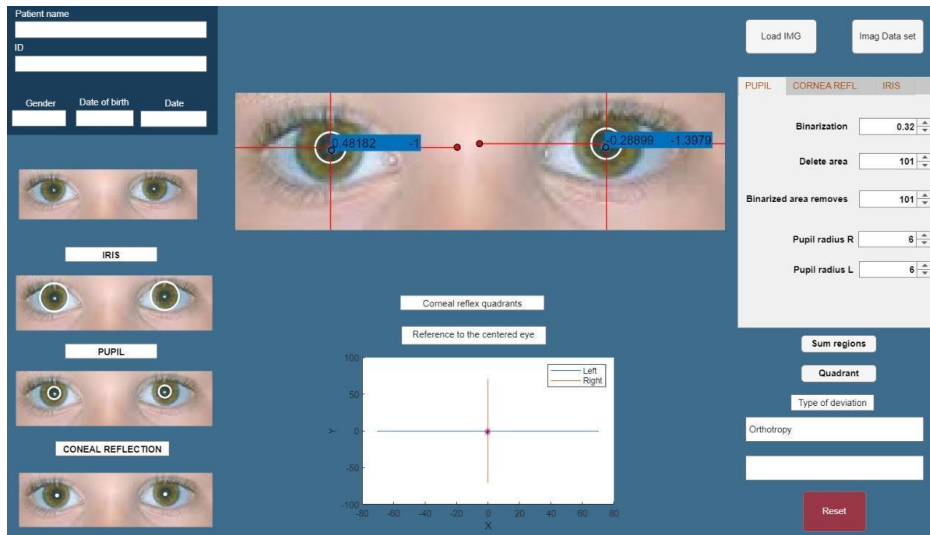 Patient name
ID
Gender Date of birth Date
IRIS
PUPIL
CONEAL REFLECTION
0.48182 -1
-0.28899 -1.3979
Corneal reflex quadrants
Reference to the centered eye
100
50
0
-50
-100
-80 -60 -40 -20 0 20 40 60 80
Y
X
Left
Right
Load IMG Imag Data set
PUPIL CORNEA REFL. IRIS
Binarization 0.32
Delete area 101
Binarized area removes 101
Pupil radius R 6
Pupil radius L 6
Sum regions
Quadrant
Type of deviation
Orthotropy
Reset